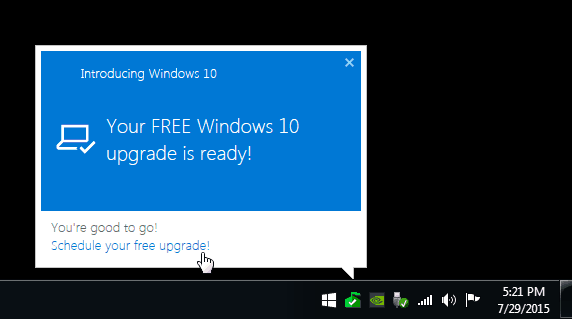 Introducing Windows 10
Your FREE Windows 10
upgrade is ready!
You're good to go!
Schedule your free upgrade!
5:21 PM
7/29/2015